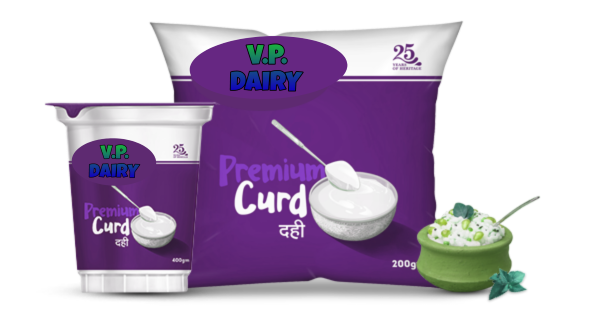 V.P.
DAIRY
25
YEARS
OF HERITAGE
Premium
Curd
दही
200g
V.P.
DAIRY
25
Premium
Curd
दही
400gm